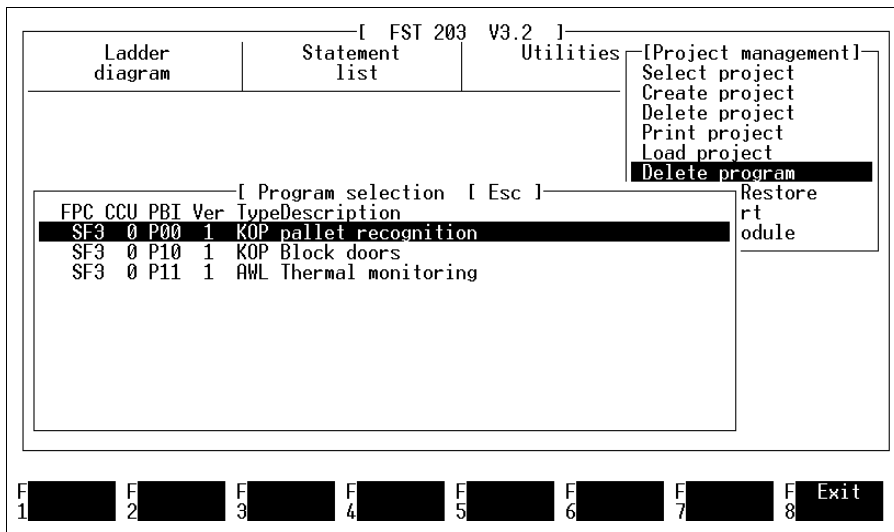 [ FST 203 V3.2 ]
Ladder diagram
Statement list
Utilities
[Project management]
Select project
Create project
Delete project
Print project
Load project
Delete program
Restore
rt
odule
[ Program selection [ Esc ]
FPC CCU PBI Ver TypeDescription
SF3 0 P00 1 KOP pallet recognition
SF3 0 P10 1 KOP Block doors
SF3 0 P11 1 AWL Thermal monitoring
F1 F2 F3 F4 F5 F6 F7 F8 Exit